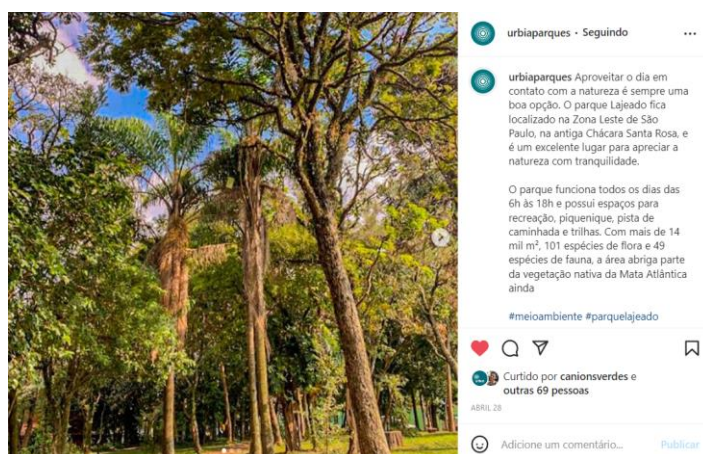 urbiaparques • Seguindo
urbiaparques Aproveitar o dia em
contato com a natureza é sempre uma
boa opção. O parque Lajeado fica
localizado na Zona Leste de São
Paulo, na antiga Chácara Santa Rosa, e
é um excelente lugar para apreciar a
natureza com tranquilidade.
O parque funciona todos os dias das
6h às 18h e possui espaços para
recreação, piquenique, pista de
caminhada e trilhas. Com mais de 14
mil m², 101 espécies de flora e 49
espécies de fauna, a área abriga parte
da vegetação nativa da Mata Atlântica
ainda
#meioambiente #parquelajeado
Curtido por canionsverdes e
outras 69 pessoas
ABRIL 28
Adicione um comentário... Publicar